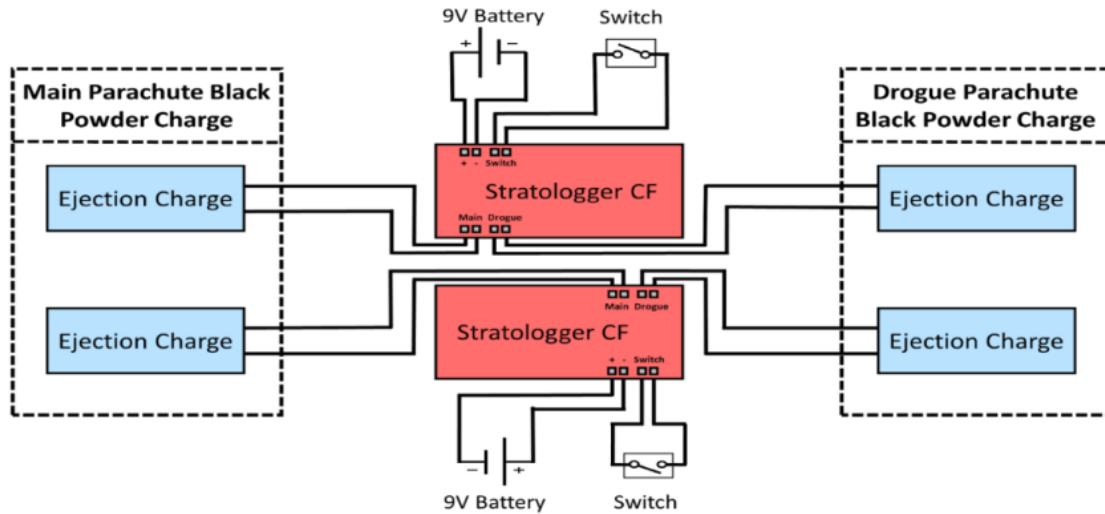 9V Battery
Switch
+ −
Main Parachute Black
Powder Charge
Drogue Parachute
Black Powder Charge
+ - Switch
Ejection Charge
Stratologger CF
Ejection Charge
Main Drogue
Main Drogue
Ejection Charge
Stratologger CF
Ejection Charge
+ - Switch
− +
9V Battery
Switch